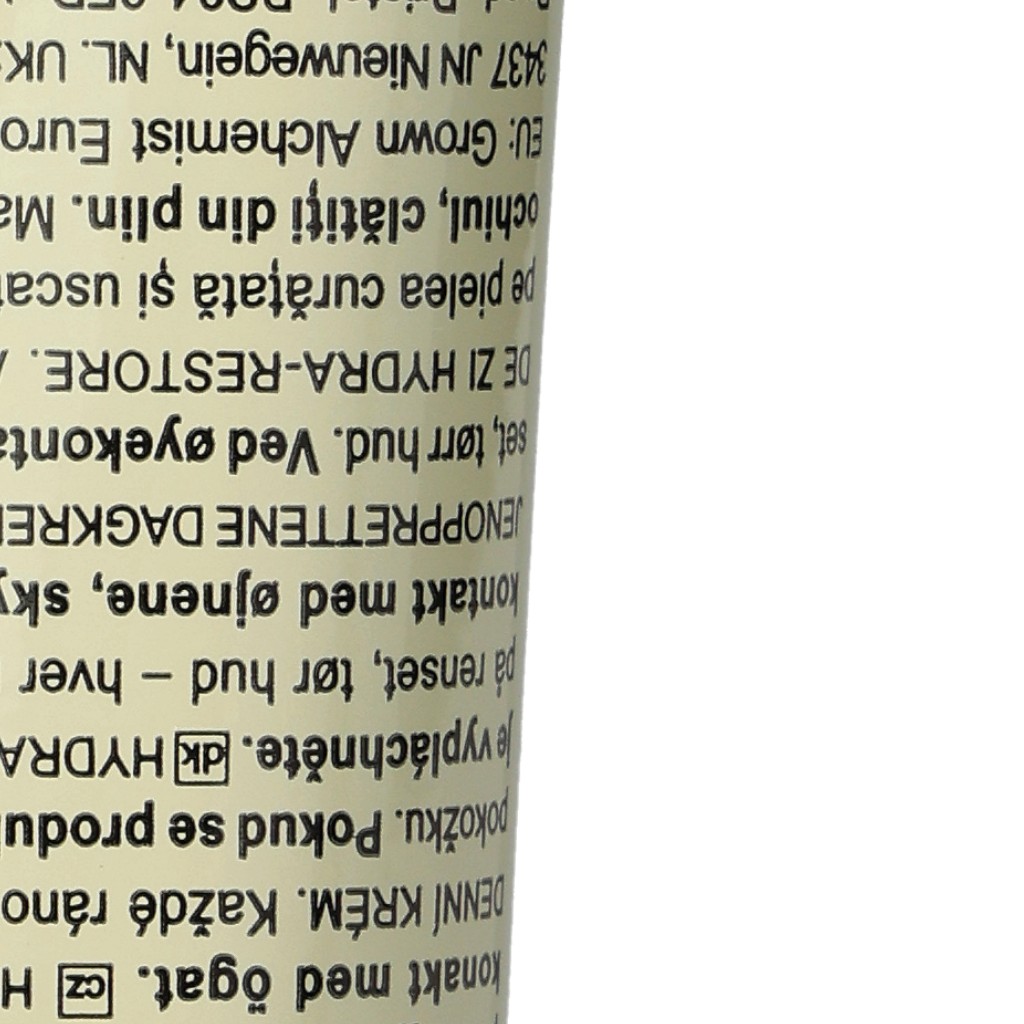 konakt med ögat. cz H
DENNÍ KRÉM. Každé ráno
pokožku. Pokud se produ
je vypláchněte. dk HYDRA
på renset, tør hud – hver
kontakt med øjnene, sky
JENOPPRETTENE DAGKRE
set, tørr hud. Ved øyekonta
DE ZI HYDRA-RESTORE.
pe pielea curăţată şi uscat
ochiul, clătiţi din plin. Ma
EU: Grown Alchemist Euro
3437 JN Nieuwegein, NL. UK: